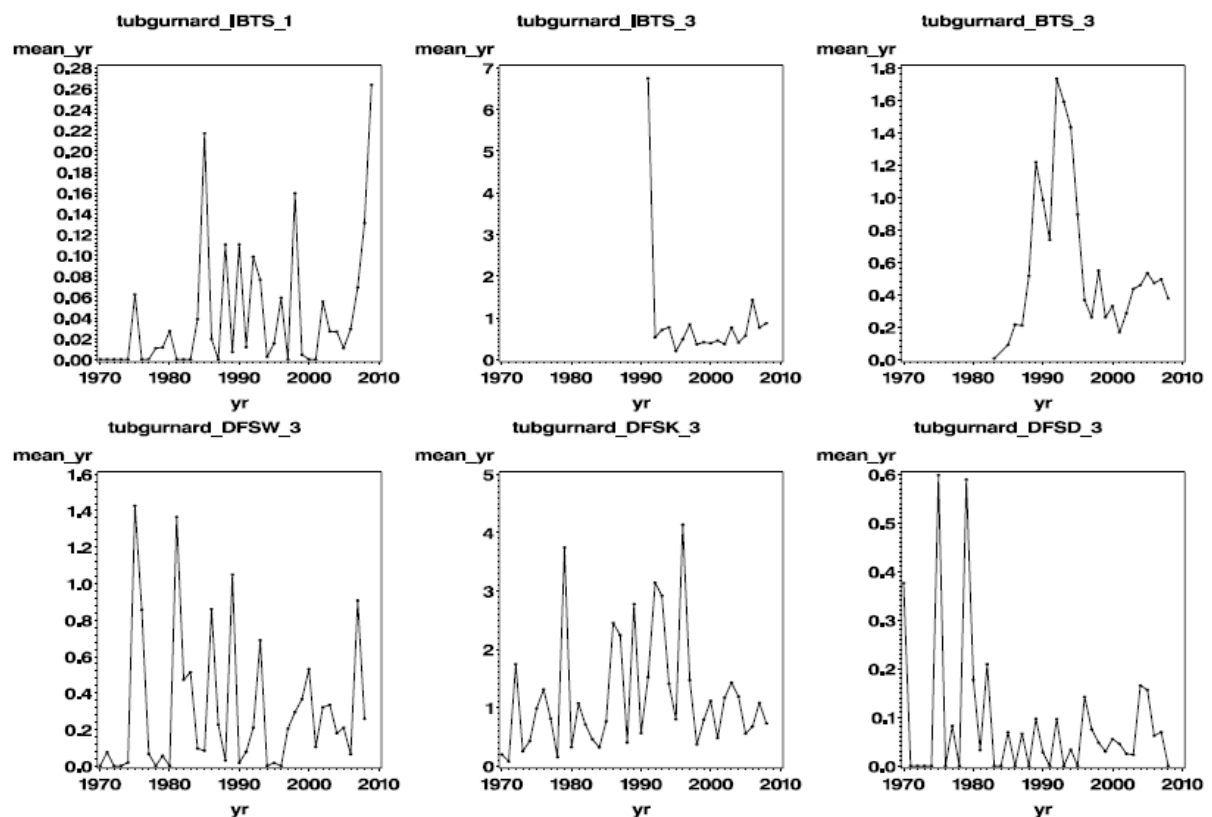 tubgurnard_IBTS_1
mean_yr
0.28
0.26
0.24
0.22
0.20
0.18
0.16
0.14
0.12
0.10
0.08
0.06
0.04
0.02
0.00
1970 1980 1990 2000 2010
yr
tubgurnard_IBTS_3
mean_yr
7
6
5
4
3
2
1
0
1970 1980 1990 2000 2010
yr
tubgurnard_BTS_3
mean_yr
1.8
1.6
1.4
1.2
1.0
0.8
0.6
0.4
0.2
0.0
1970 1980 1990 2000 2010
yr
tubgurnard_DFSW_3
mean_yr
1.6
1.4
1.2
1.0
0.8
0.6
0.4
0.2
0.0
1970 1980 1990 2000 2010
yr
tubgurnard_DFSK_3
mean_yr
5
4
3
2
1
0
1970 1980 1990 2000 2010
yr
tubgurnard_DFSD_3
mean_yr
0.6
0.5
0.4
0.3
0.2
0.1
0.0
1970 1980 1990 2000 2010
yr